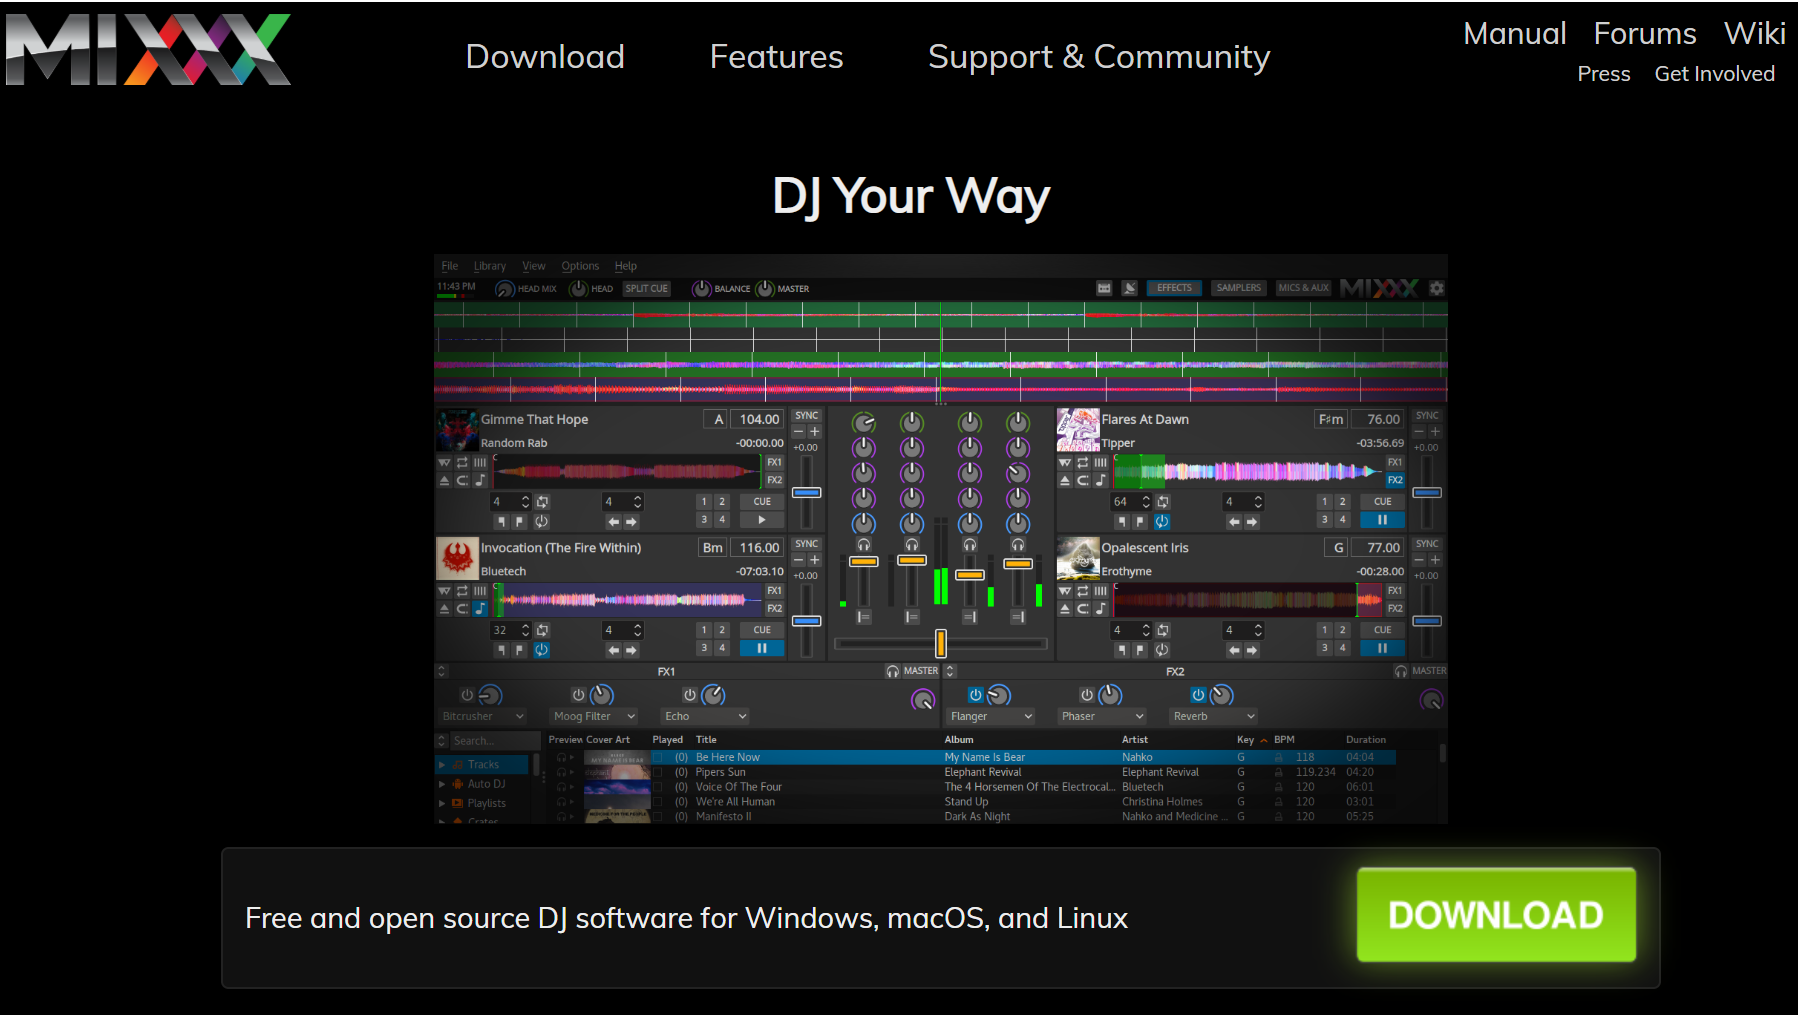 MIXXX
Download Features Support & Community
Manual Forums Wiki
Press Get Involved
DJ Your Way
File Library View Options Help
11:43 PM HEAD MIX HEAD SPLIT CUE BALANCE MASTER EFFECTS SAMPLERS MICS & AUX MIXXX
Gimme That Hope A 104.00 SYNC
Random Rab -00:00.00 +0.00
FX1
FX2
4 4 1 2 CUE
3 4
Flares At Dawn F#m 76.00 SYNC
Tipper -03:56.69 +0.00
FX1
FX2
64 4 1 2 CUE
3 4
Invocation (The Fire Within) Bm 116.00 SYNC
Bluetech -07:03.10 +0.00
FX1
FX2
32 4 1 2 CUE
3 4
Opalescent Iris G 77.00 SYNC
Erothyme -00:28.00 +0.00
FX1
FX2
4 4 1 2 CUE
3 4
FX1 MASTER FX2 MASTER
Bitcrusher Moog Filter Echo Flanger Phaser Reverb
Search... Preview Cover Art Played Title Album Artist Key BPM Duration
Tracks (0) Be Here Now My Name Is Bear Nahko G 118 04:04
(0) Pipers Sun Elephant Revival Elephant Revival G 119.234 04:20
Auto DJ (0) Voice Of The Four The 4 Horsemen Of The Electrocal... Bluetech G 120 06:01
Playlists (0) We're All Human Stand Up Christina Holmes G 120 03:01
Crates (0) Manifesto II Dark As Night Nahko and Medicine ... G 120 05:25
Free and open source DJ software for Windows, macOS, and Linux
DOWNLOAD